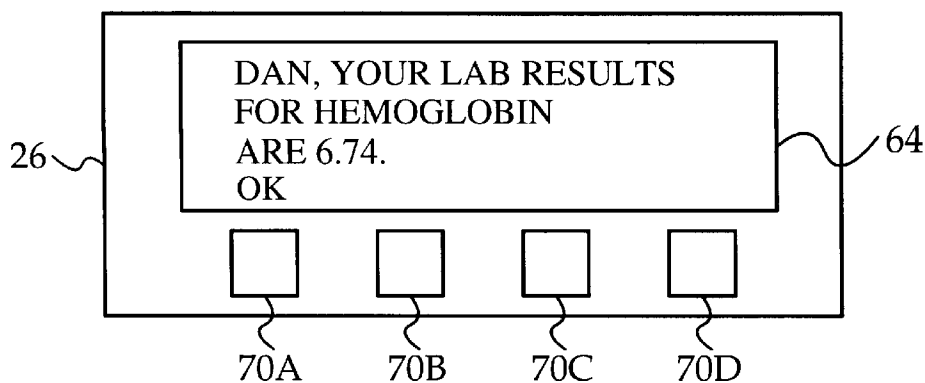 DAN, YOUR LAB RESULTS
FOR HEMOGLOBIN
ARE 6.74.
OK
26
64
70A 70B 70C 70D